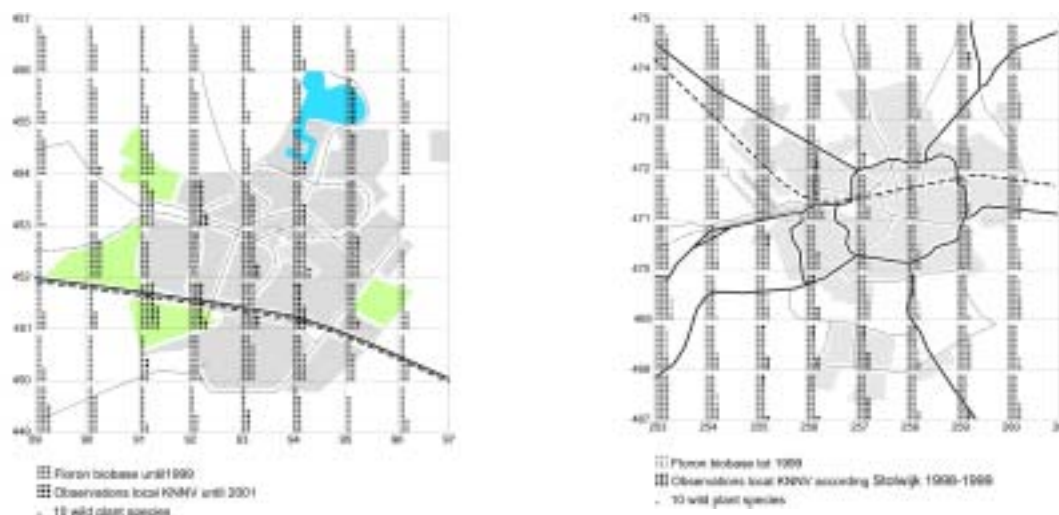 457
456
455
454
453
452
451
450
449
89 90 91 92 93 94 95 96 97
Floron biobase until 1999
Observations local KNNV until 2001
10 wild plant species
475
474
473
472
471
470
469
468
467
253 254 255 256 257 258 259 260
Floron biobase tot 1999
Observations local KNNV according Stolwijk 1998-1999
10 wild plant species